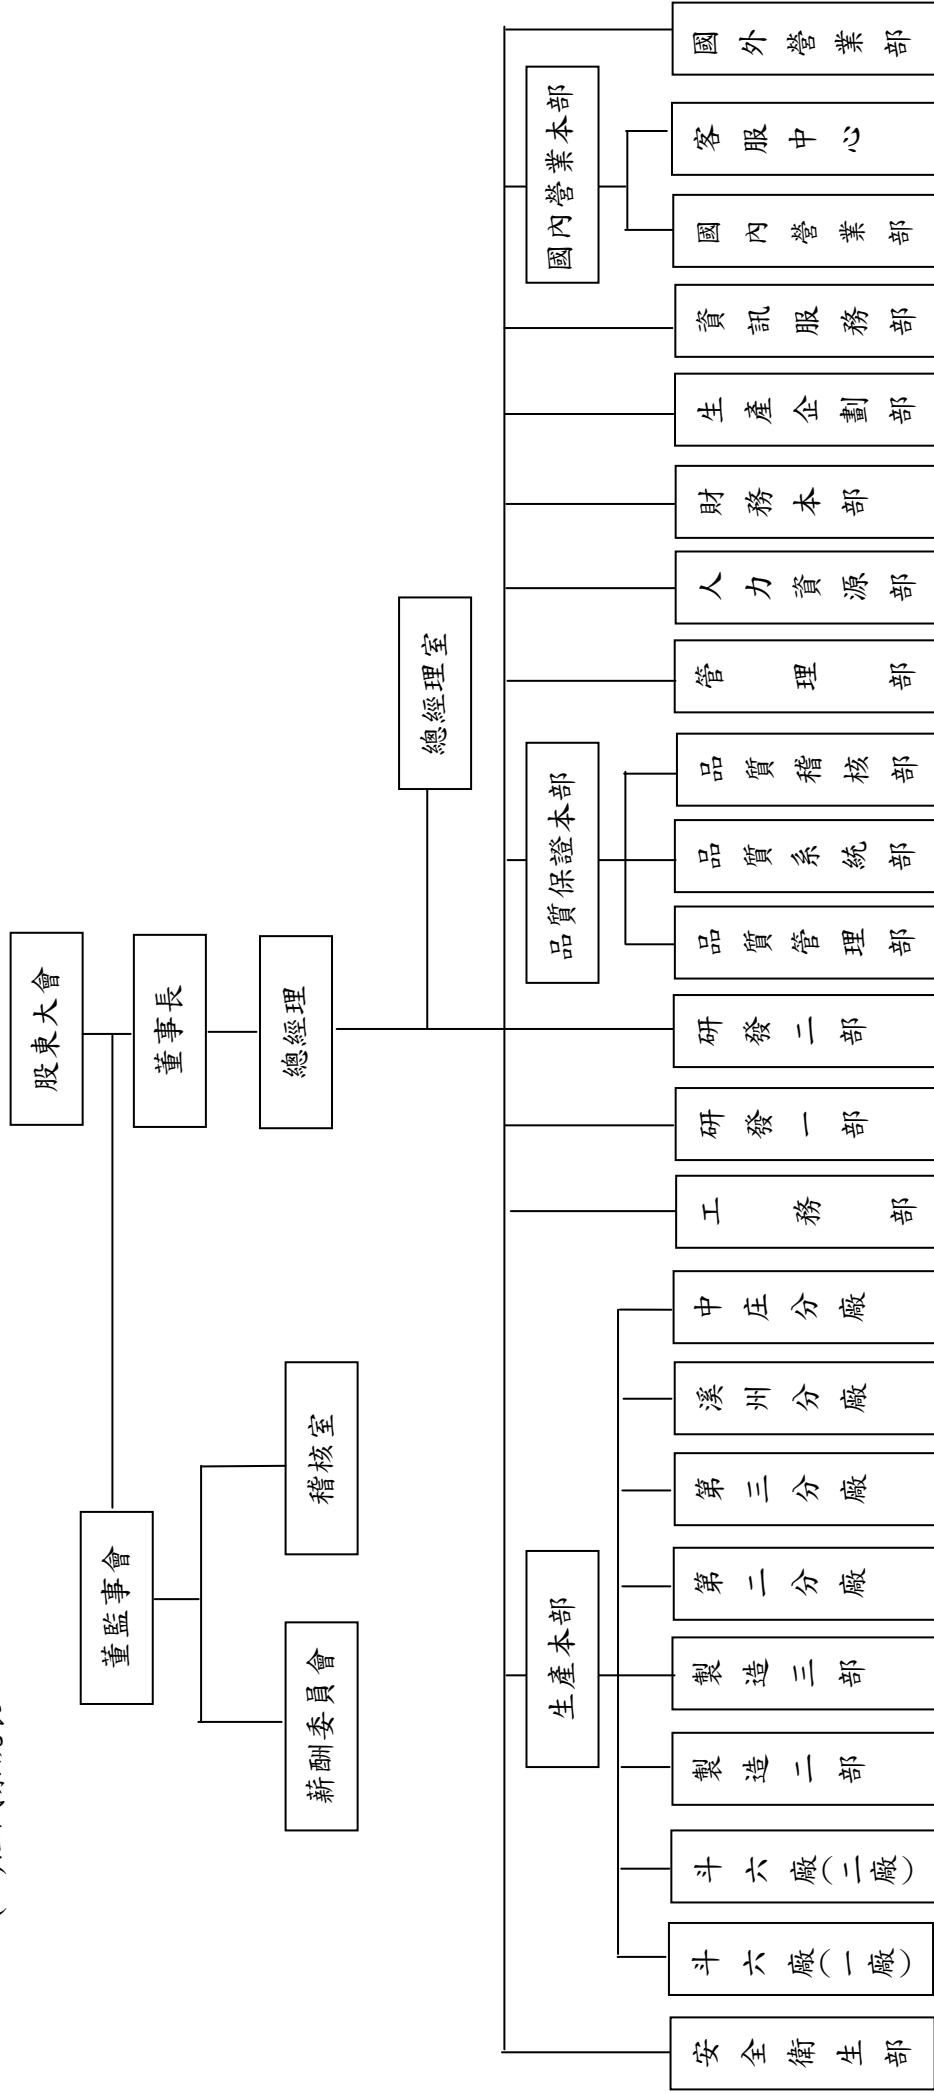 股東大會
董事長
總經理
總經理室
董監事會
薪酬委員會
稽核室
安全衛生部
生產本部
斗六廠(一廠)
斗六廠(二廠)
製造二部
製造三部
第二分廠
第三分廠
溪州分廠
中庄分廠
工務部
研發一部
研發二部
品質保證本部
品質管理部
品質系統部
品質稽核部
管理部
人力資源部
財務本部
生產企劃部
資訊服務部
國內營業本部
國內營業部
客服中心
國外營業部